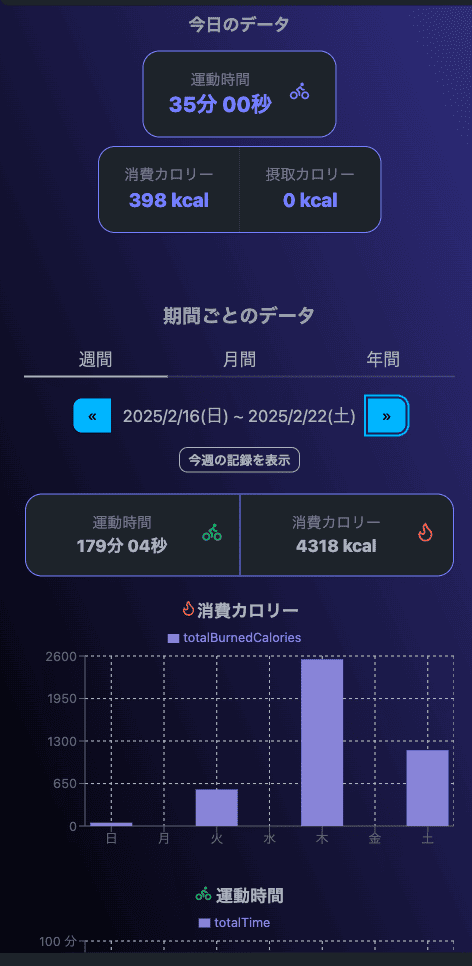 今日のデータ
運動時間
35分 00秒
消費カロリー
398 kcal
摂取カロリー
0 kcal
期間ごとのデータ
週間 月間 年間
« 2025/2/16(日) ~ 2025/2/22(土) »
今週の記録を表示
運動時間
179分 04秒
消費カロリー
4318 kcal
消費カロリー
totalBurnedCalories
2600
1950
1300
650
0
日 月 火 水 木 金 土
運動時間
totalTime
100 分